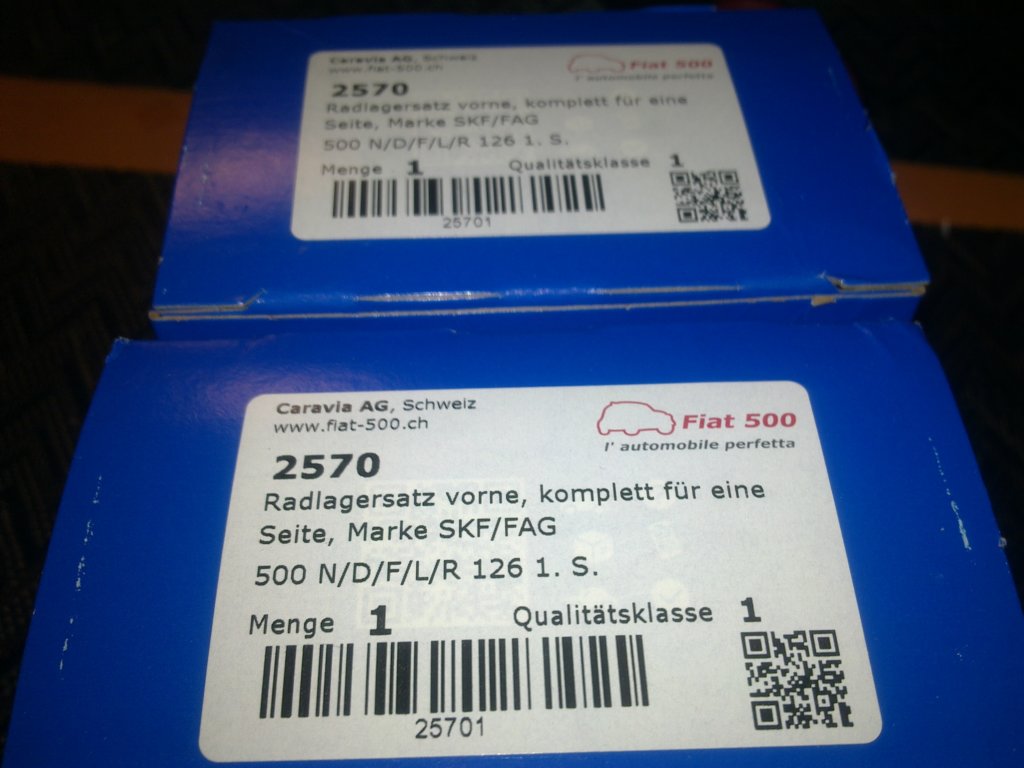 Caravia AG, Schweiz
www.fiat-500.ch
Fiat 500
l' automobile perfetta
2570
Radlagersatz vorne, komplett für eine
Seite, Marke SKF/FAG
500 N/D/F/L/R 126 1. S.
Menge 1 Qualitätsklasse 1
25701
Caravia AG, Schweiz
www.fiat-500.ch
Fiat 500
l' automobile perfetta
2570
Radlagersatz vorne, komplett für eine
Seite, Marke SKF/FAG
500 N/D/F/L/R 126 1. S.
Menge 1 Qualitätsklasse 1
25701